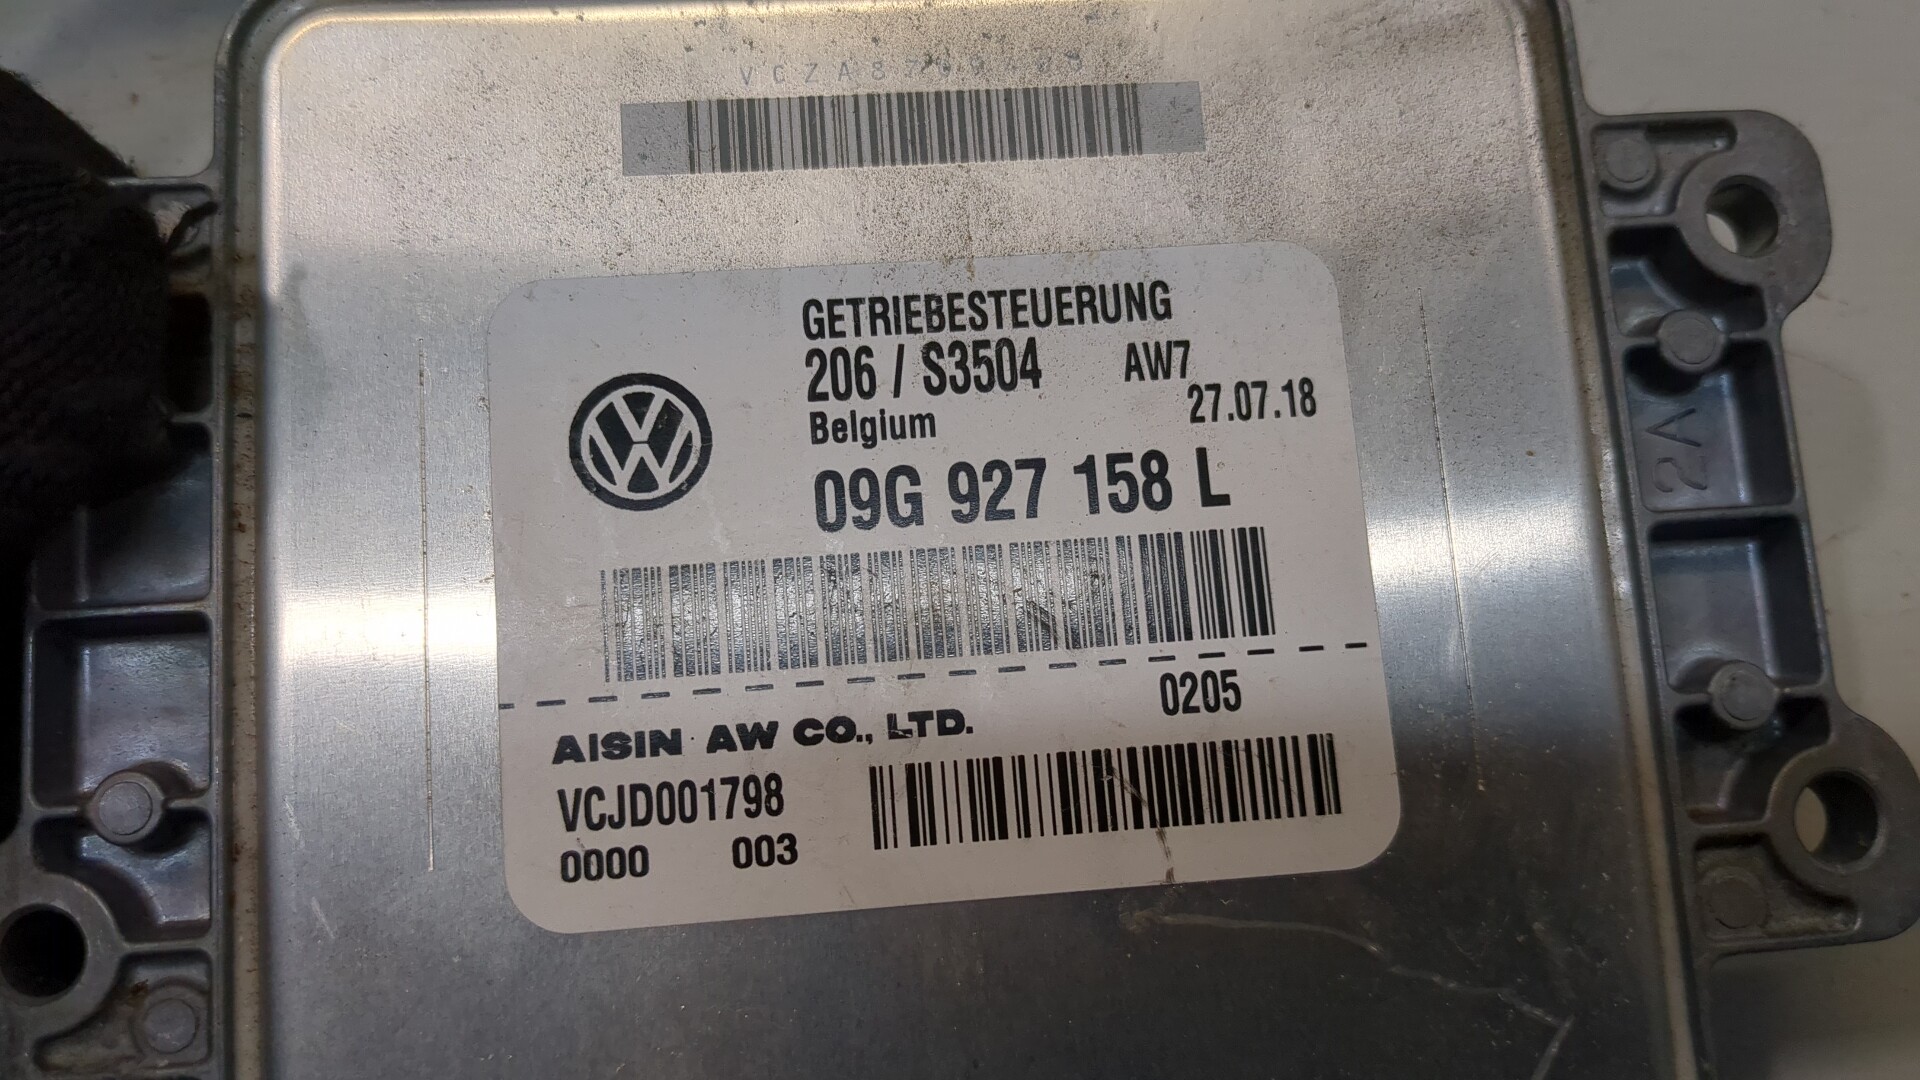 GETRIEBESTEUERUNG
206 / S3504 AW7
Belgium 27.07.18
09G 927 158 L
0205
AISIN AW CO., LTD.
VCJD001798
0000 003
2A